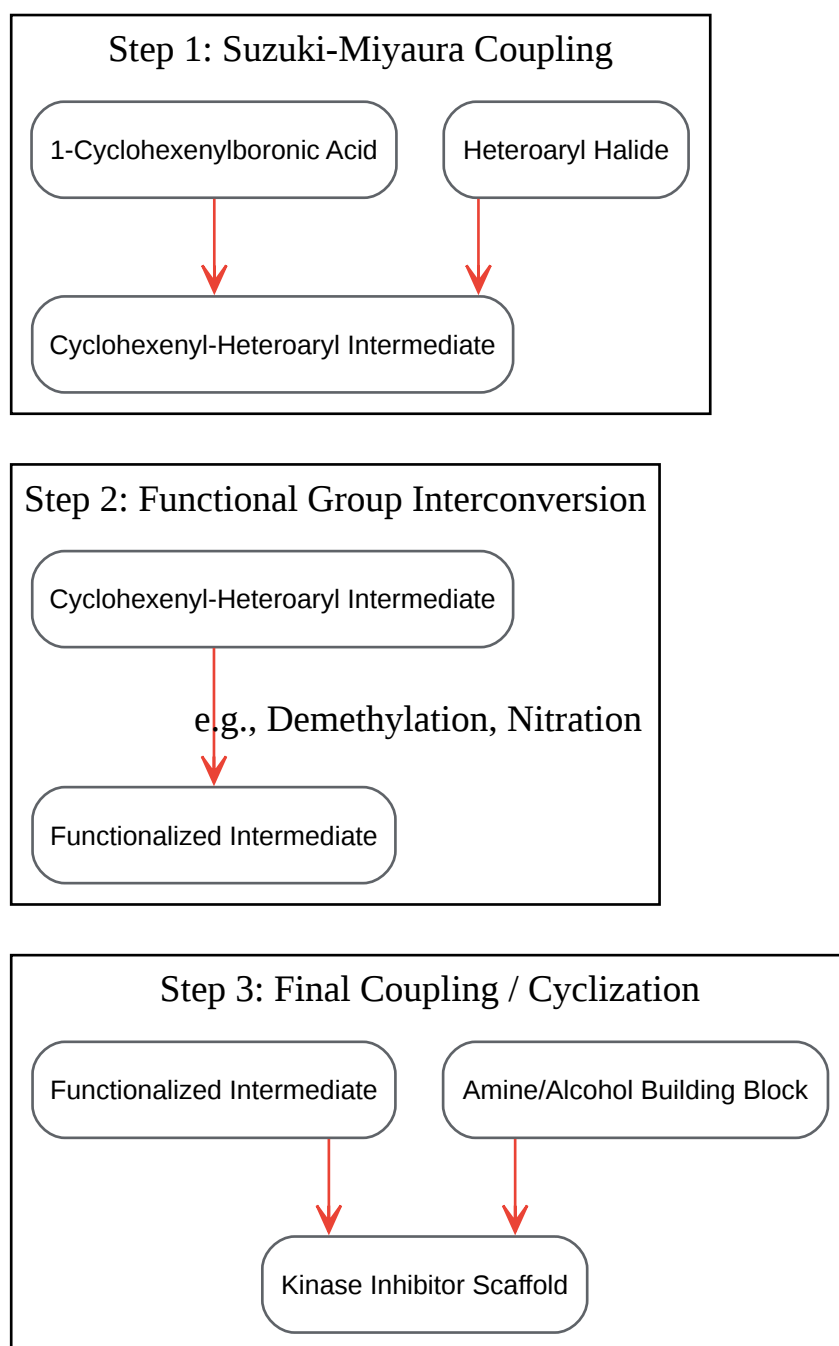 Step 1: Suzuki-Miyaura Coupling
1-Cyclohexenylboronic Acid
Heteroaryl Halide
Cyclohexenyl-Heteroaryl Intermediate
Step 2: Functional Group Interconversion
Cyclohexenyl-Heteroaryl Intermediate
e.g., Demethylation, Nitration
Functionalized Intermediate
Step 3: Final Coupling / Cyclization
Functionalized Intermediate
Amine/Alcohol Building Block
Kinase Inhibitor Scaffold